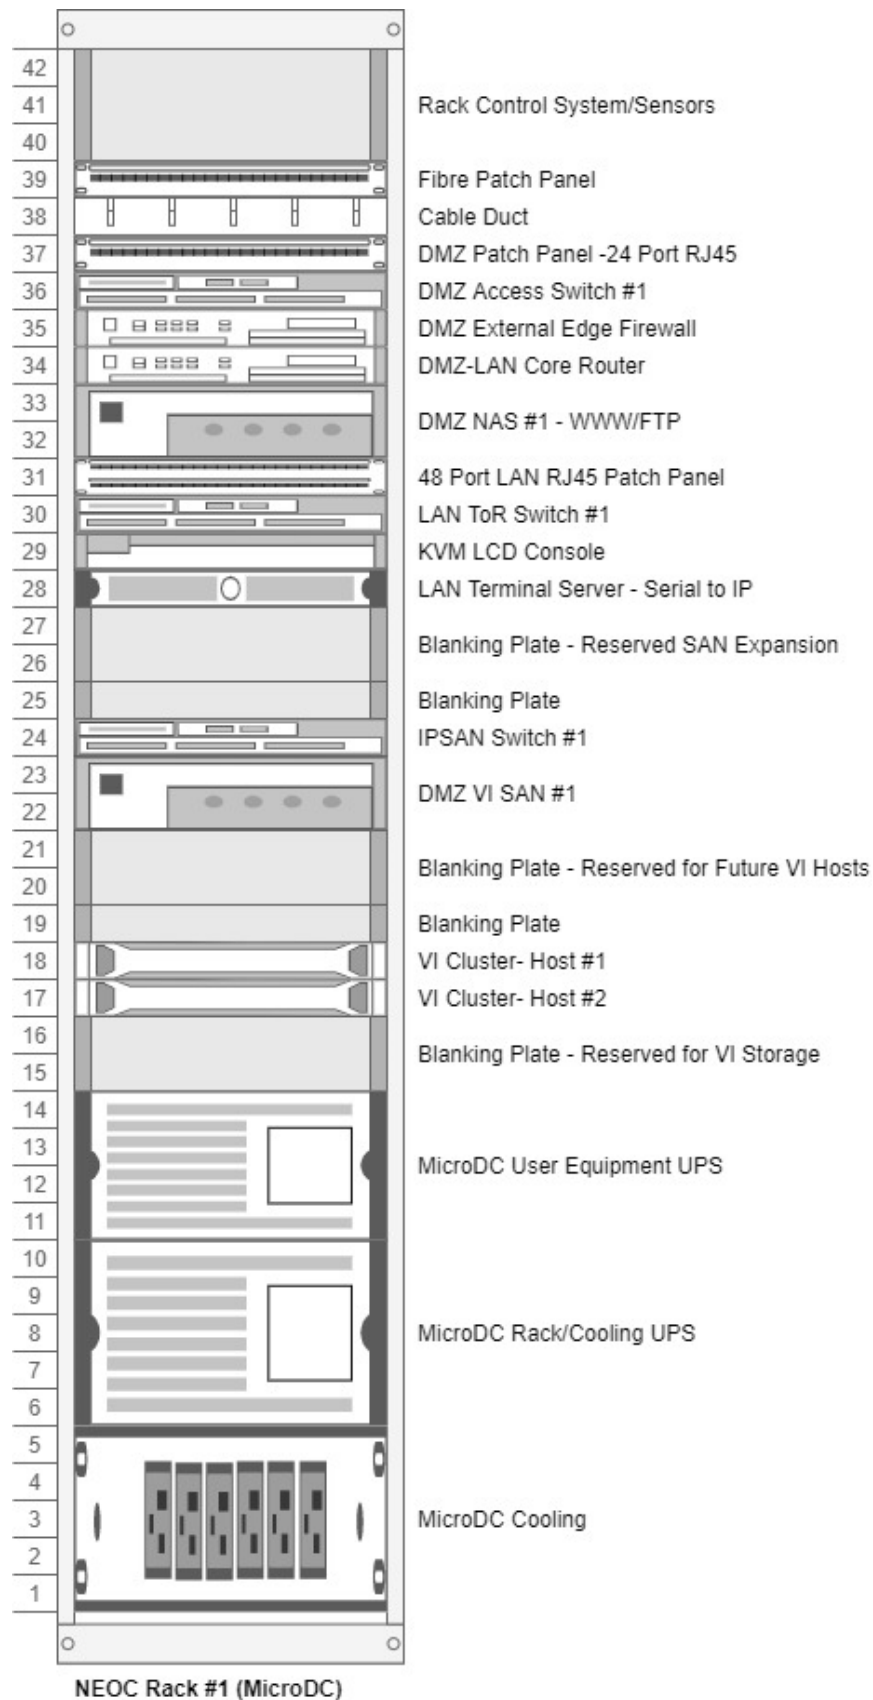 42
41 Rack Control System/Sensors
40
39 Fibre Patch Panel
38 Cable Duct
37 DMZ Patch Panel -24 Port RJ45
36 DMZ Access Switch #1
35 DMZ External Edge Firewall
34 DMZ-LAN Core Router
33
DMZ NAS #1 - WWW/FTP
32
31 48 Port LAN RJ45 Patch Panel
30 LAN ToR Switch #1
29 KVM LCD Console
28 LAN Terminal Server - Serial to IP
27
Blanking Plate - Reserved SAN Expansion
26
25 Blanking Plate
24 IPSAN Switch #1
23
DMZ VI SAN #1
22
21
Blanking Plate - Reserved for Future VI Hosts
20
19 Blanking Plate
18 VI Cluster- Host #1
17 VI Cluster- Host #2
16
Blanking Plate - Reserved for VI Storage
15
14
13
MicroDC User Equipment UPS
12
11
10
9
8 MicroDC Rack/Cooling UPS
7
6
5
4
3 MicroDC Cooling
2
1
NEOC Rack #1 (MicroDC)